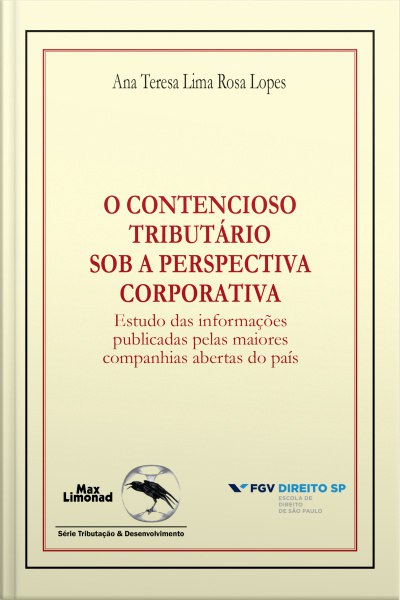 Ana Teresa Lima Rosa Lopes
O CONTENCIOSO
TRIBUTÁRIO
SOB A PERSPECTIVA
CORPORATIVA
Estudo das informações
publicadas pelas maiores
companhias abertas do país
Max
Limonad
Série Tributação & Desenvolvimento
FGV DIREITO SP
ESCOLA DE
DIREITO
DE SÃO PAULO